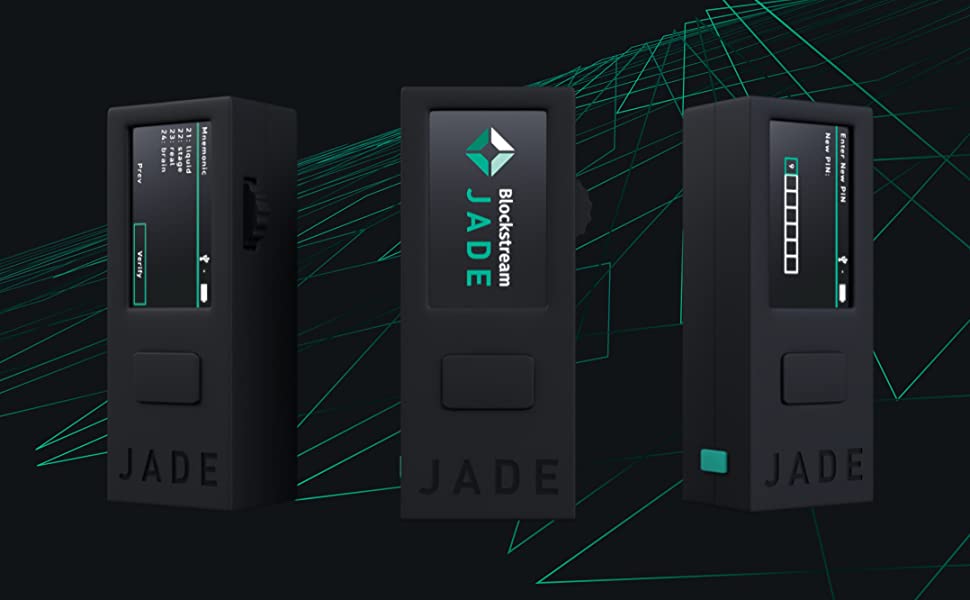 Mnemonic
21: liquid
22: stage
23: real
24: brain
Prev
Verify
JADE
Blockstream
JADE
JADE
Enter New PIN
New PIN:
9
JADE